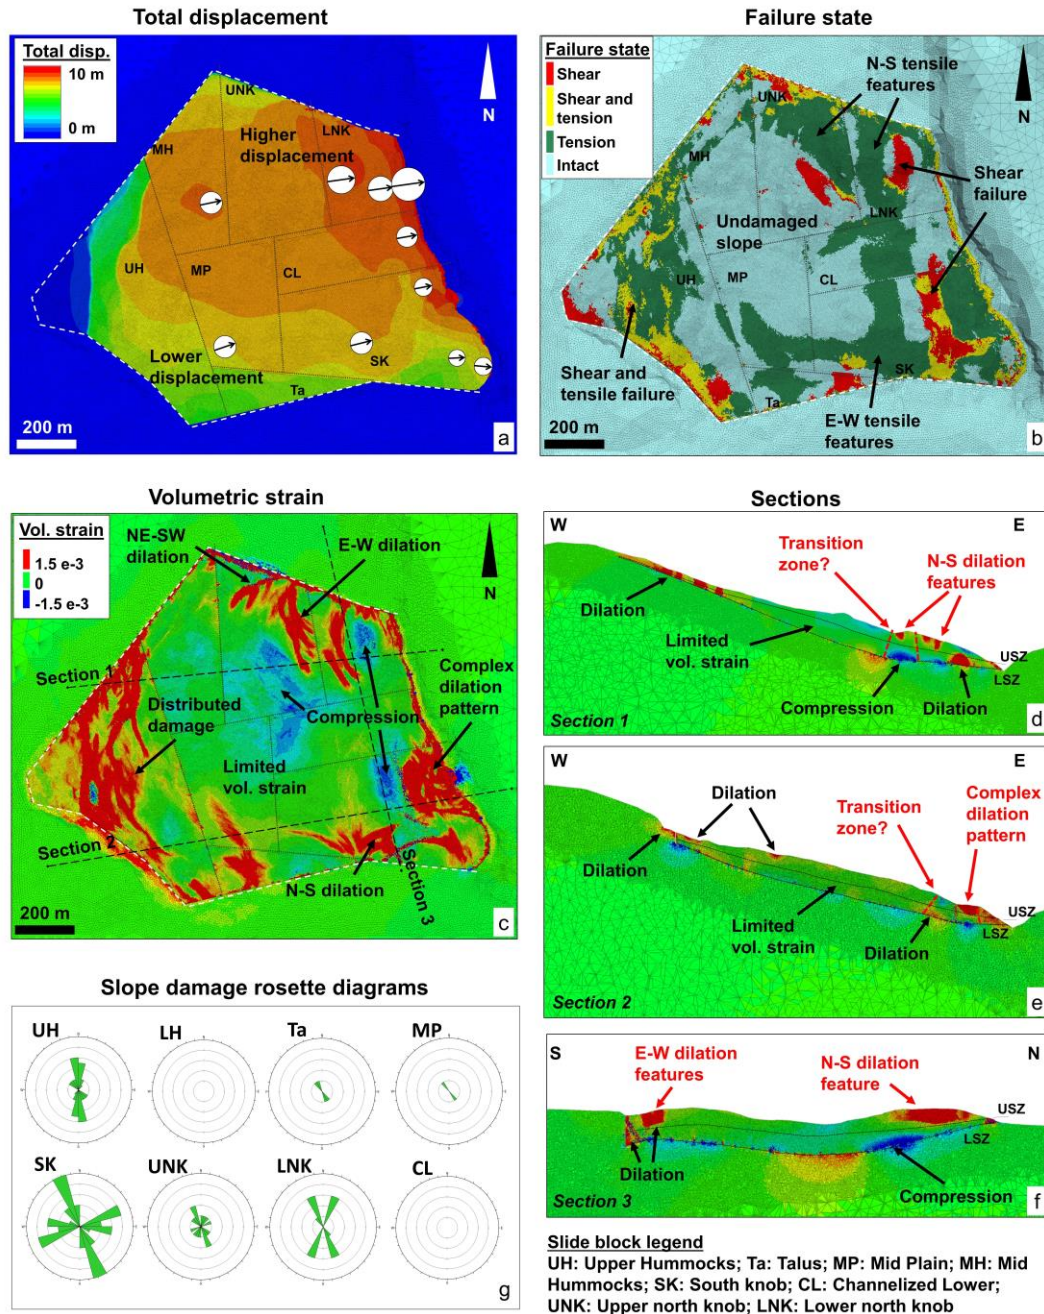 Total displacement
Total disp.
10 m
0 m
N
UNK
LNK
Higher
displacement
MH
UH
MP
CL
Lower
displacement
SK
Ta
200 m
a
Failure state
Failure state
Shear
Shear and
tension
Tension
Intact
N-S tensile
features
N
UNK
MH
Shear
failure
LNK
Undamaged
slope
UH
MP
CL
Shear and
tensile failure
SK
Ta
E-W tensile
features
200 m
b
Volumetric strain
Vol. strain
1.5 e-3
0
-1.5 e-3
NE-SW
dilation
E-W dilation
N
Section 1
Complex
dilation
pattern
Distributed
damage
Compression
Limited
vol. strain
Section 2
Section 3
N-S dilation
200 m
c
Sections
W
E
Transition
zone?
N-S dilation
features
Dilation
Limited
vol. strain
USZ
LSZ
Compression
Dilation
Section 1
d
W
E
Dilation
Transition
zone?
Complex
dilation
pattern
Dilation
Limited
vol. strain
USZ
LSZ
Dilation
Section 2
e
S
N
E-W dilation
features
N-S dilation
feature
USZ
LSZ
Dilation
Compression
Section 3
f
Slope damage rosette diagrams
UH
LH
Ta
MP
SK
UNK
LNK
CL
g
Slide block legend
UH: Upper Hummocks; Ta: Talus; MP: Mid Plain; MH: Mid
Hummocks; SK: South knob; CL: Channelized Lower;
UNK: Upper north knob; LNK: Lower north knob